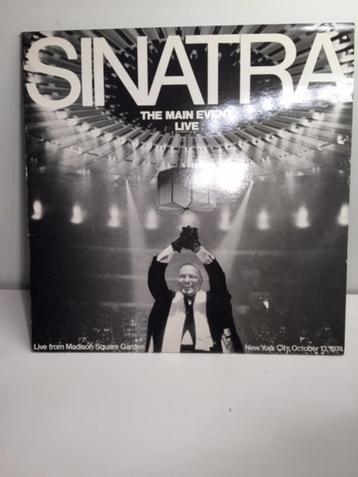 SINATRA
THE MAIN EVENT
LIVE
Live from Madison Square Garden
New York City, October 13, 1974